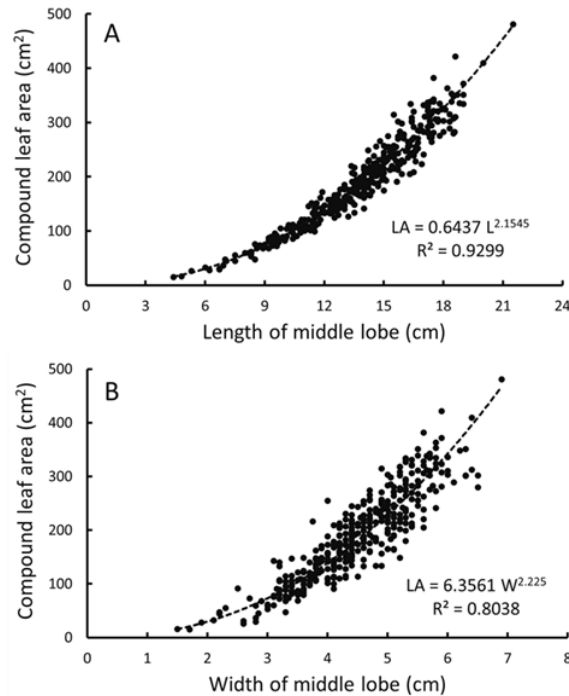 A
Compound leaf area (cm²)
500
400
300
200
100
0
0 3 6 9 12 15 18 21 24
LA = 0.6437 L^2.1545
R² = 0.9299
Length of middle lobe (cm)
B
Compound leaf area (cm²)
500
400
300
200
100
0
0 1 2 3 4 5 6 7 8
LA = 6.3561 W^2.225
R² = 0.8038
Width of middle lobe (cm)